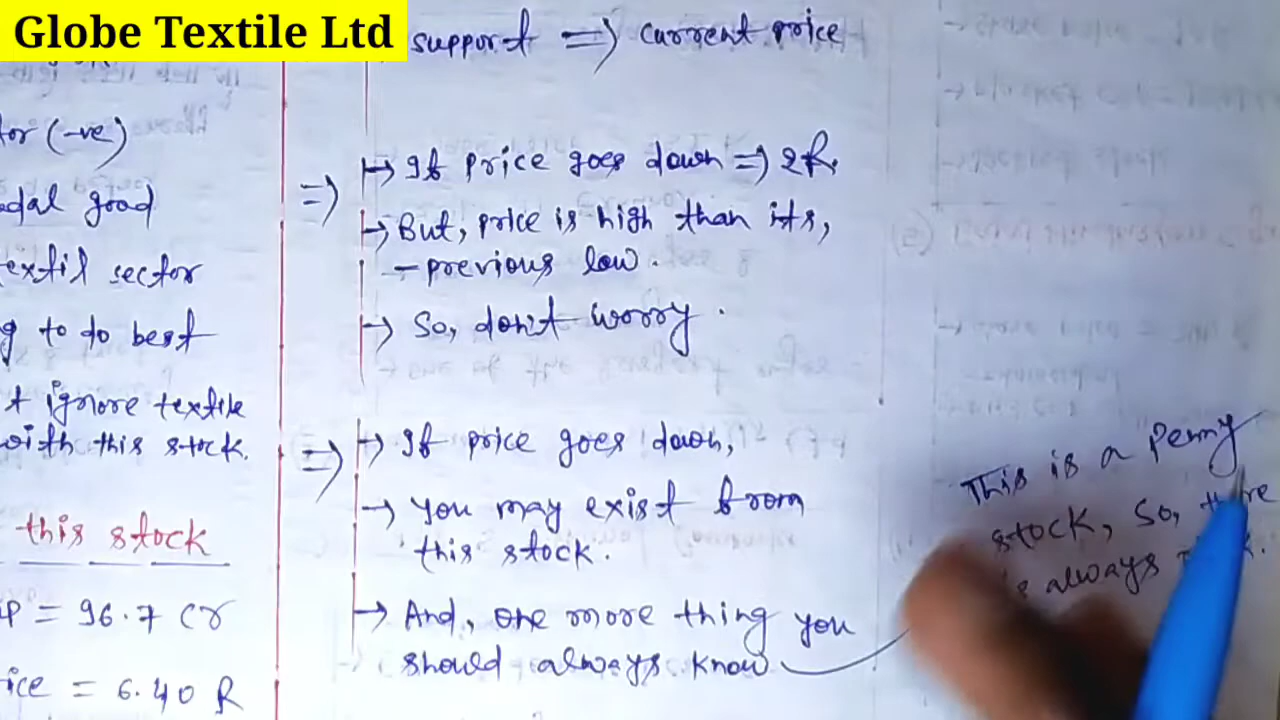 Globe Textile Ltd
support => current price
or (-ve)
dal good
extil sector
g to do best
t ignore textile
with this stock.
this stock
P = 96.7 Cr
ice = 6.40 R
=> → If price goes down => 2R,
→ But, price is high than its,
- previous low.
→ So, don't worry.
=> → If price goes down,
→ You may exist from
this stock.
→ And, one more thing you
should always know
This is a Penny
stock, So, there
is always